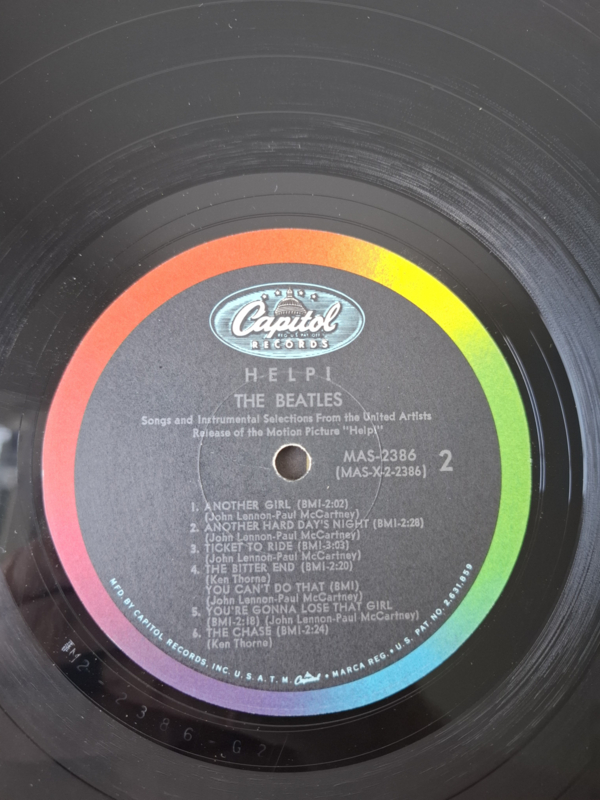 Capitol
REG. U.S. PAT. OFF.
RECORDS
HELP!
THE BEATLES
Songs and Instrumental Selections From the United Artists
Release of the Motion Picture "Help!"
MAS-2386
(MAS-X-2-2386)
2
1. ANOTHER GIRL (BMI-2:02)
(John Lennon-Paul McCartney)
2. ANOTHER HARD DAY'S NIGHT (BMI-2:28)
(John Lennon-Paul McCartney)
3. TICKET TO RIDE (BMI-3:03)
(John Lennon-Paul McCartney)
4. THE BITTER END (BMI-2:20)
(Ken Thorne)
YOU CAN'T DO THAT (BMI)
(John Lennon-Paul McCartney)
5. YOU'RE GONNA LOSE THAT GIRL
(BMI-2:18) (John Lennon-Paul McCartney)
6. THE CHASE (BMI-2:24)
(Ken Thorne)
MFD. BY CAPITOL RECORDS, INC. U.S.A. T.M. Capitol • MARCA REG. • U.S. PAT. NO. 2,631,859
2-2386-G2